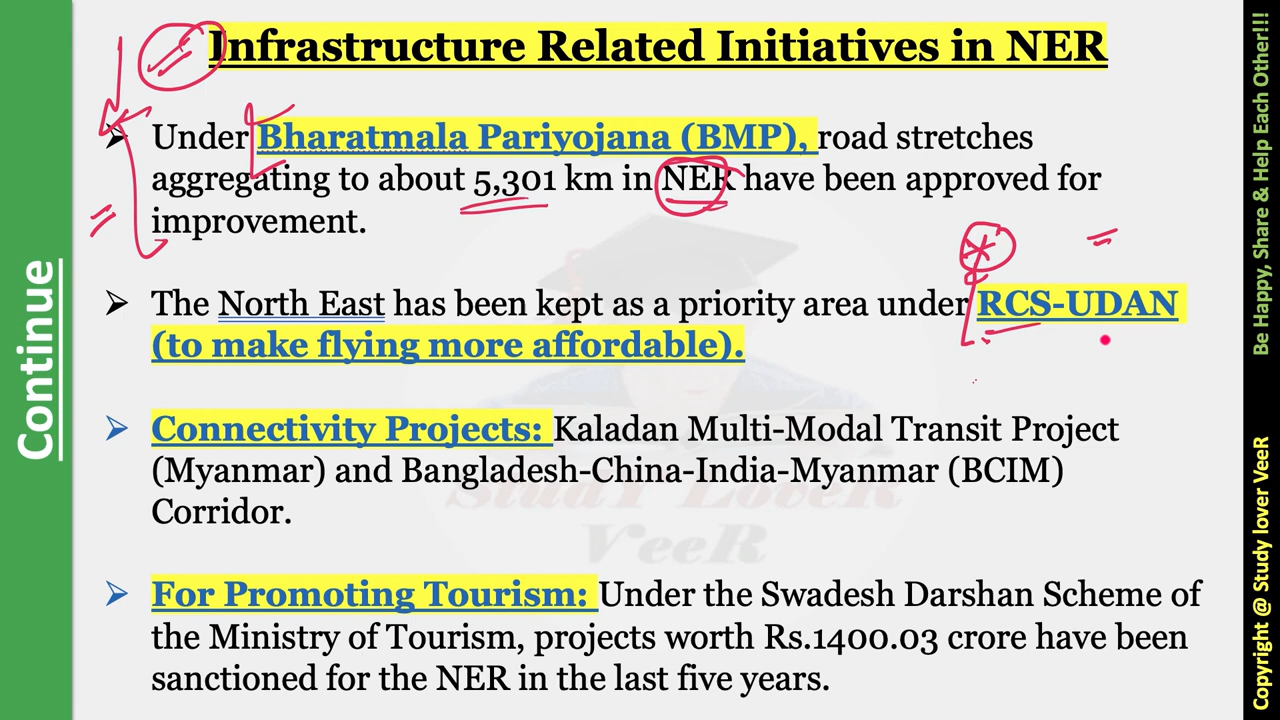 Infrastructure Related Initiatives in NER
Under Bharatmala Pariyojana (BMP), road stretches
aggregating to about 5,301 km in NER have been approved for
improvement.
The North East has been kept as a priority area under RCS-UDAN
(to make flying more affordable).
Connectivity Projects: Kaladan Multi-Modal Transit Project
(Myanmar) and Bangladesh-China-India-Myanmar (BCIM)
Corridor.
For Promoting Tourism: Under the Swadesh Darshan Scheme of
the Ministry of Tourism, projects worth Rs.1400.03 crore have been
sanctioned for the NER in the last five years.
Continue
Be Happy, Share & Help Each Other!!!
Copyright @ Study lover VeeR
StudY LoveR
VeeR